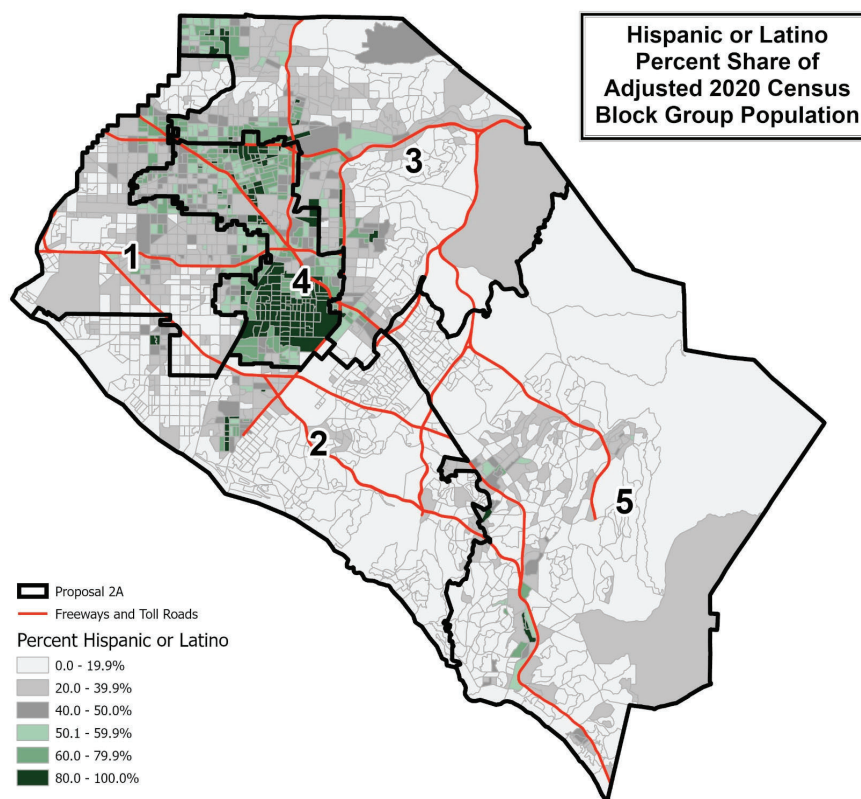 Hispanic or Latino
Percent Share of
Adjusted 2020 Census
Block Group Population
3
1
4
2
5
Proposal 2A
Freeways and Toll Roads
Percent Hispanic or Latino
0.0 - 19.9%
20.0 - 39.9%
40.0 - 50.0%
50.1 - 59.9%
60.0 - 79.9%
80.0 - 100.0%